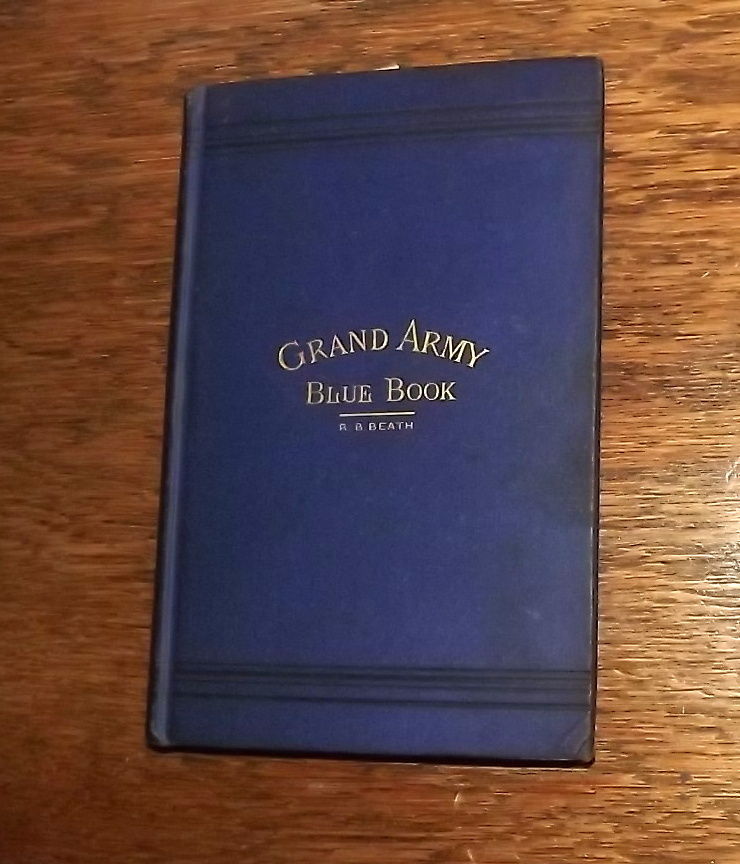 GRAND ARMY
BLUE BOOK
R. B. BEATH